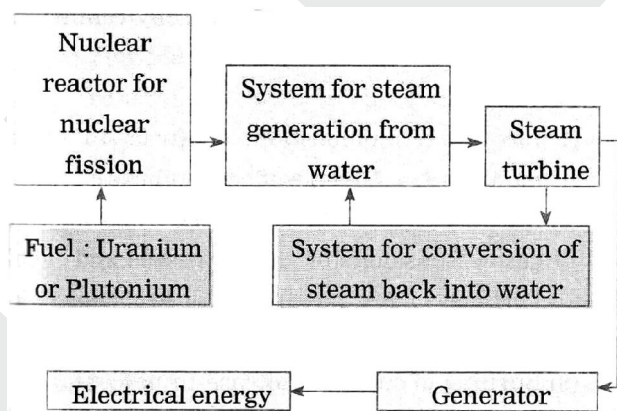 Nuclear
reactor for
nuclear
fission
System for steam
generation from
water
Steam
turbine
Fuel : Uranium
or Plutonium
System for conversion of
steam back into water
Electrical energy
Generator